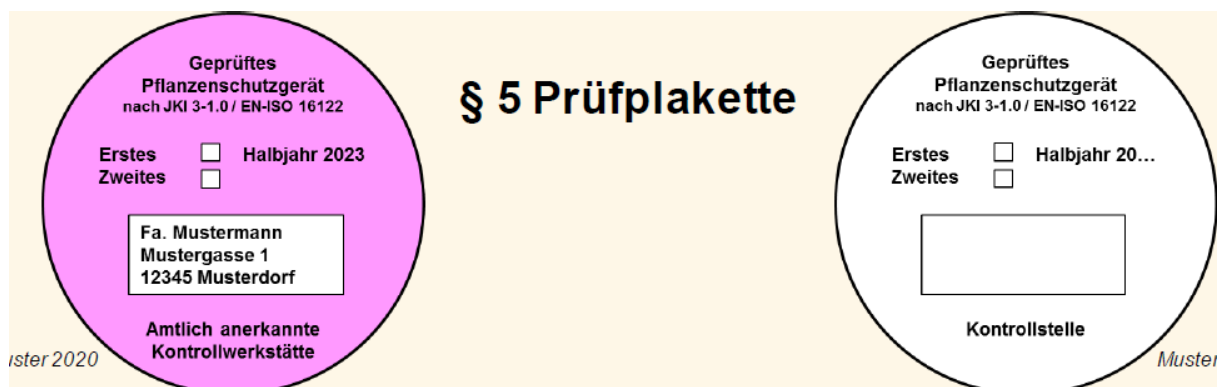 Geprüftes
Pflanzenschutzgerät
nach JKI 3-1.0 / EN-ISO 16122
Erstes Halbjahr 2023
Zweites
Fa. Mustermann
Mustergasse 1
12345 Musterdorf
Amtlich anerkannte
Kontrollwerkstätte
2020
§ 5 Prüfplakette
Geprüftes
Pflanzenschutzgerät
nach JKI 3-1.0 / EN-ISO 16122
Erstes Halbjahr 20...
Zweites
Kontrollstelle
Muster